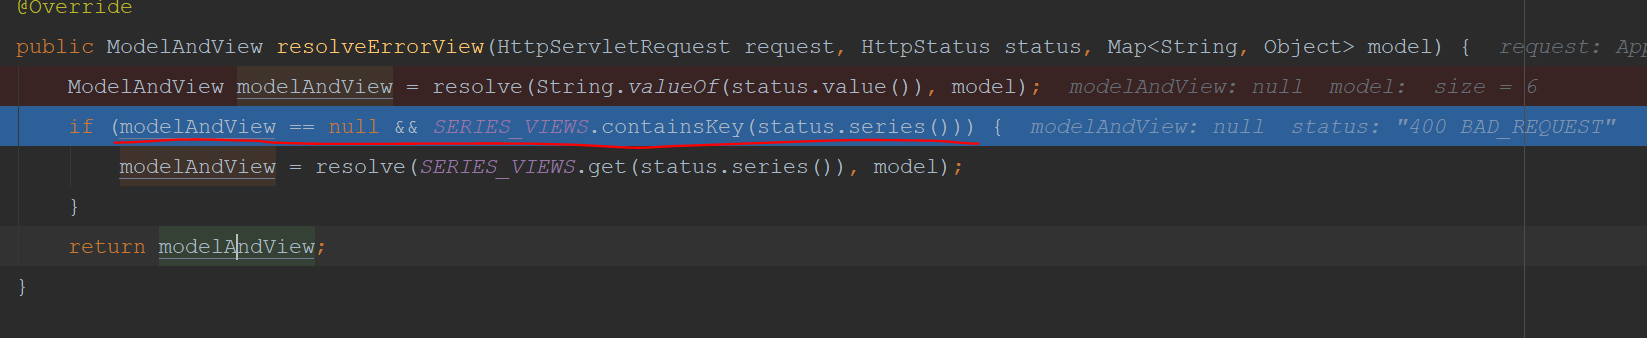 @Override
public ModelAndView resolveErrorView(HttpServletRequest request, HttpStatus status, Map<String, Object> model) { request: App
ModelAndView modelAndView = resolve(String.valueOf(status.value()), model); modelAndView: null model: size = 6
if (modelAndView == null && SERIES_VIEWS.containsKey(status.series())) { modelAndView: null status: "400 BAD_REQUEST"
modelAndView = resolve(SERIES_VIEWS.get(status.series()), model);
}
return modelAndView;
}